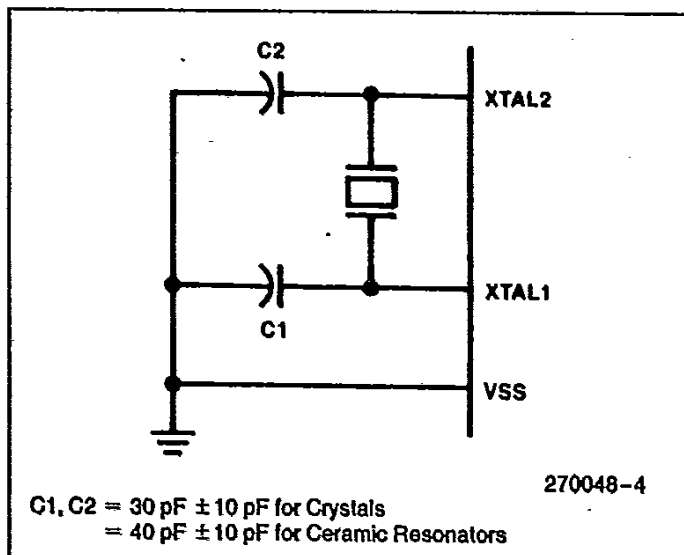 C2
XTAL2
XTAL1
C1
VSS
270048-4
C1, C2 = 30 pF ±10 pF for Crystals
= 40 pF ±10 pF for Ceramic Resonators